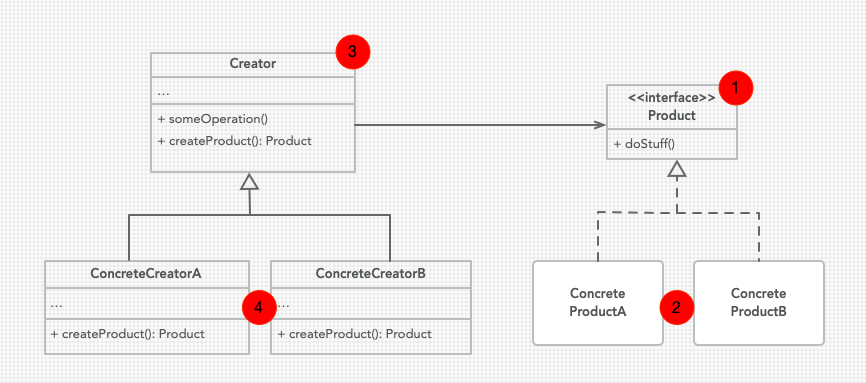 3
Creator
...
+ someOperation()
+ createProduct(): Product
1
<<interface>>
Product
+ doStuff()
ConcreteCreatorA
...
+ createProduct(): Product
4
ConcreteCreatorB
...
+ createProduct(): Product
Concrete
ProductA
2
Concrete
ProductB